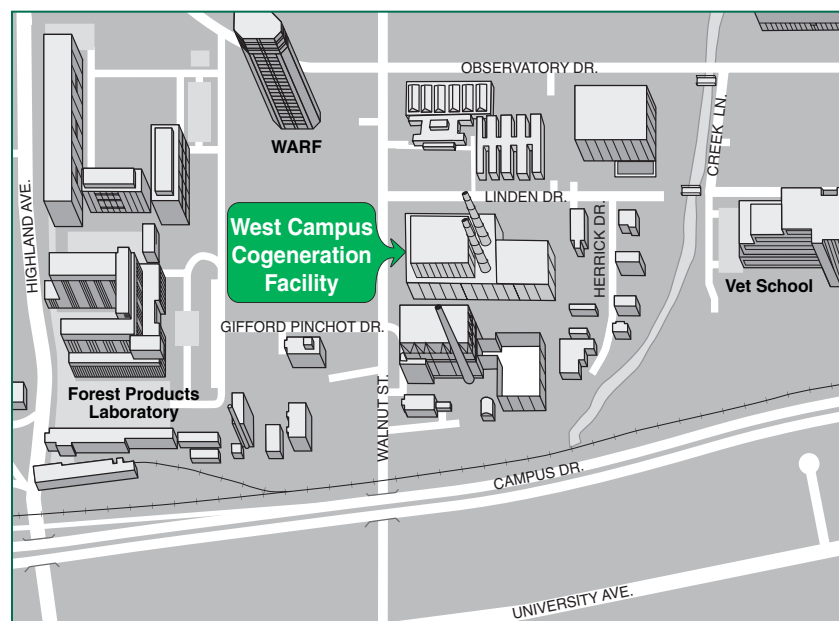 OBSERVATORY DR.
WARF
CREEK LN.
HIGHLAND AVE.
LINDEN DR.
West Campus
Cogeneration
Facility
HERRICK DR.
Vet School
GIFFORD PINCHOT DR.
Forest Products
Laboratory
WALNUT ST.
CAMPUS DR.
UNIVERSITY AVE.